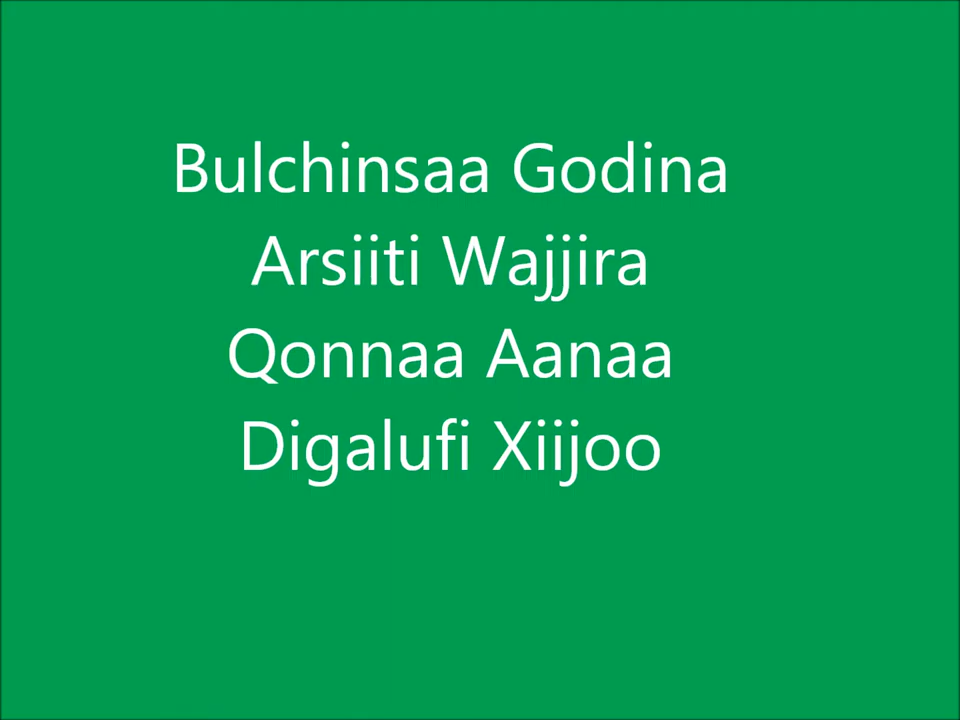 Bulchinsaa Godina
Arsiiti Wajjira
Qonnaa Aanaa
Digalufi Xiijoo